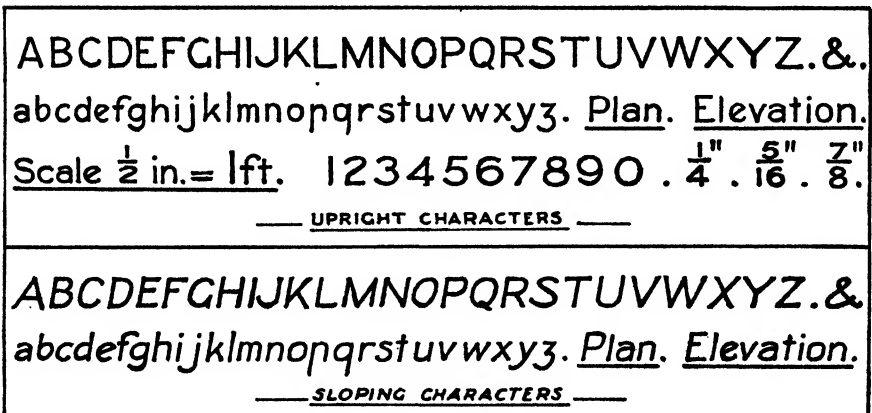 ABCDEFGHIJKLMNOPQRSTUVWXYZ.&.
abcdefghijklmnopqrstuvwxyz. Plan. Elevation.
Scale 1/2 in.= 1ft. 1234567890 . 1/4" . 5/16" . 7/8".
UPRIGHT CHARACTERS
ABCDEFGHIJKLMNOPQRSTUVWXYZ.&
abcdefghijklmnopqrstuvwxyz. Plan. Elevation.
SLOPING CHARACTERS